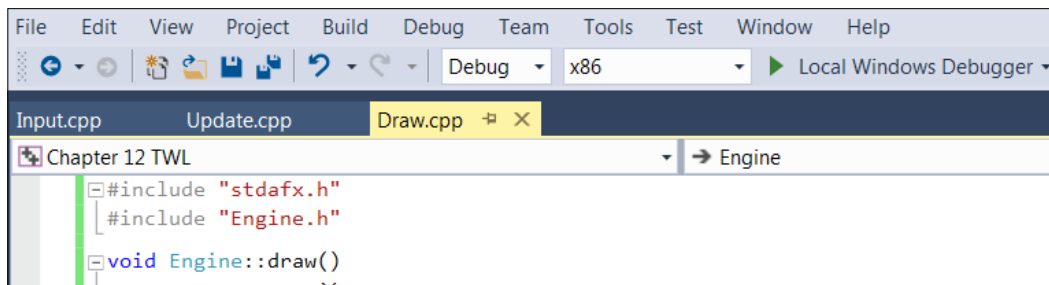 File Edit View Project Build Debug Team Tools Test Window Help
Debug x86 Local Windows Debugger
Input.cpp Update.cpp Draw.cpp
Chapter 12 TWL Engine
#include "stdafx.h"
#include "Engine.h"
void Engine::draw()